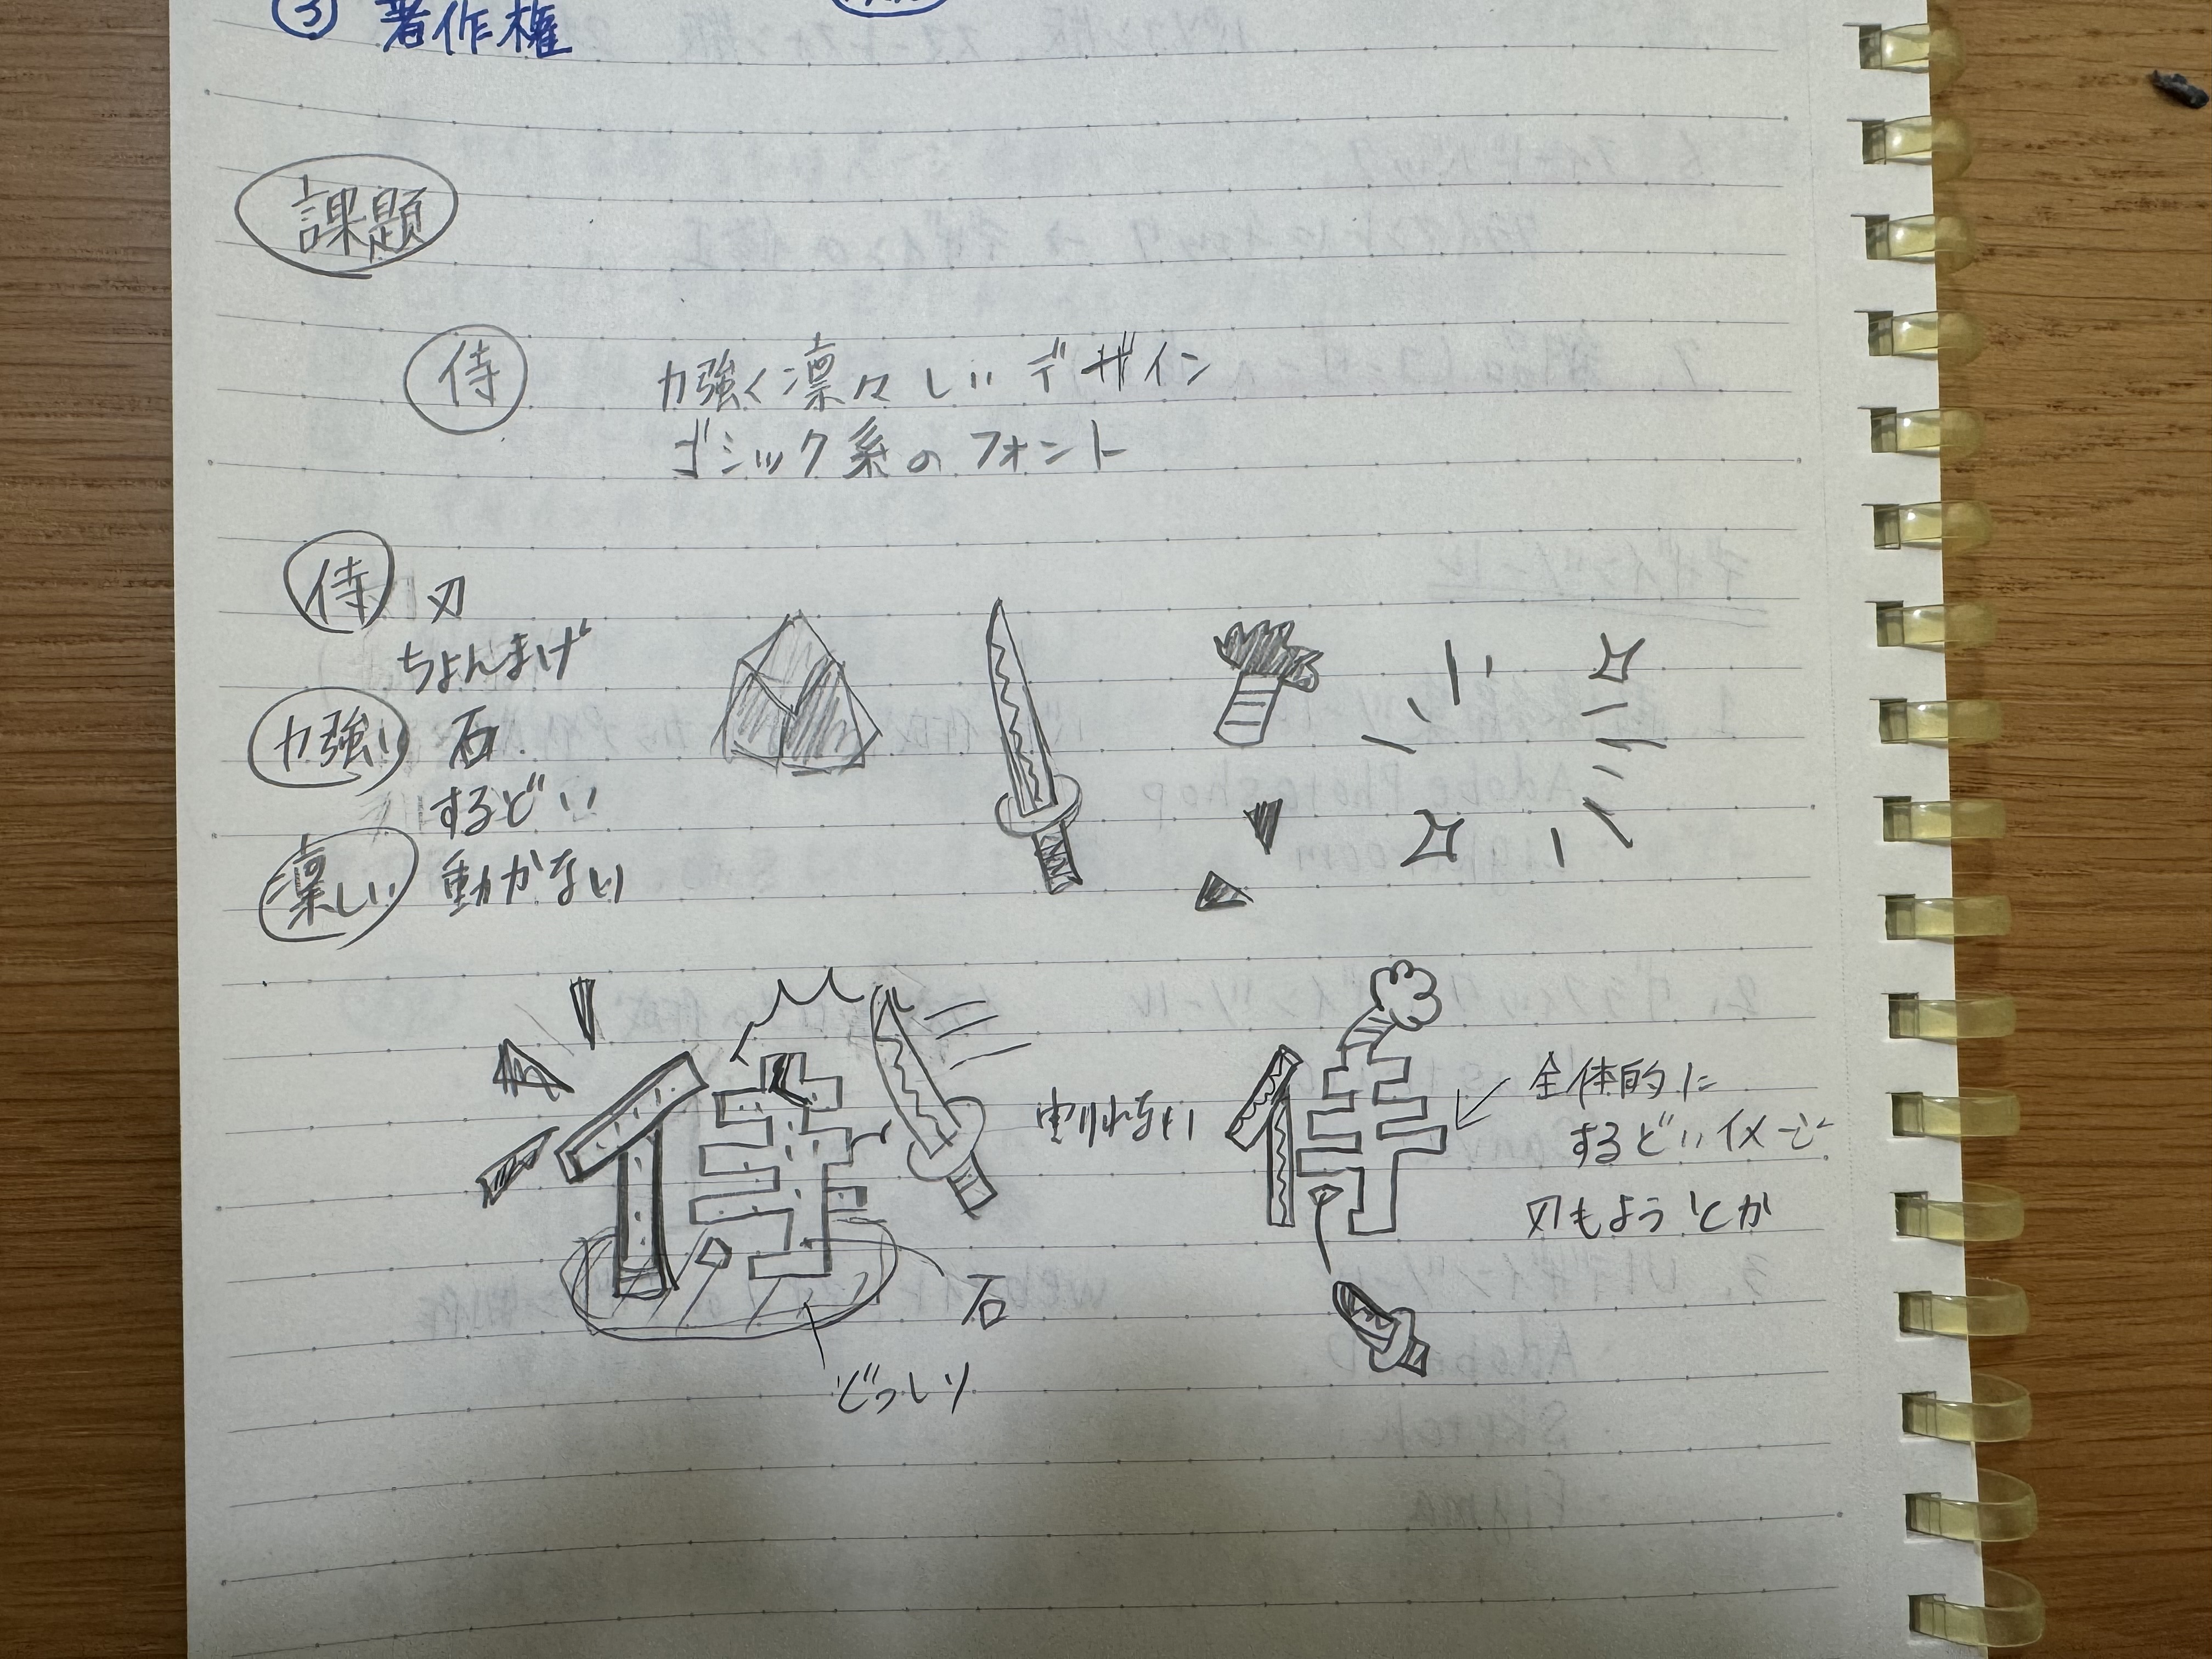 ③ 著作権
課題
侍 力強く凛々しいデザイン
ゴシック系のフォント
侍 刃
ちょんまげ
力強い 石
するどい
凛しい 動かない
侍
割れない
侍
全体的に
するどいイメージ
刃もようとか
石
どっしり